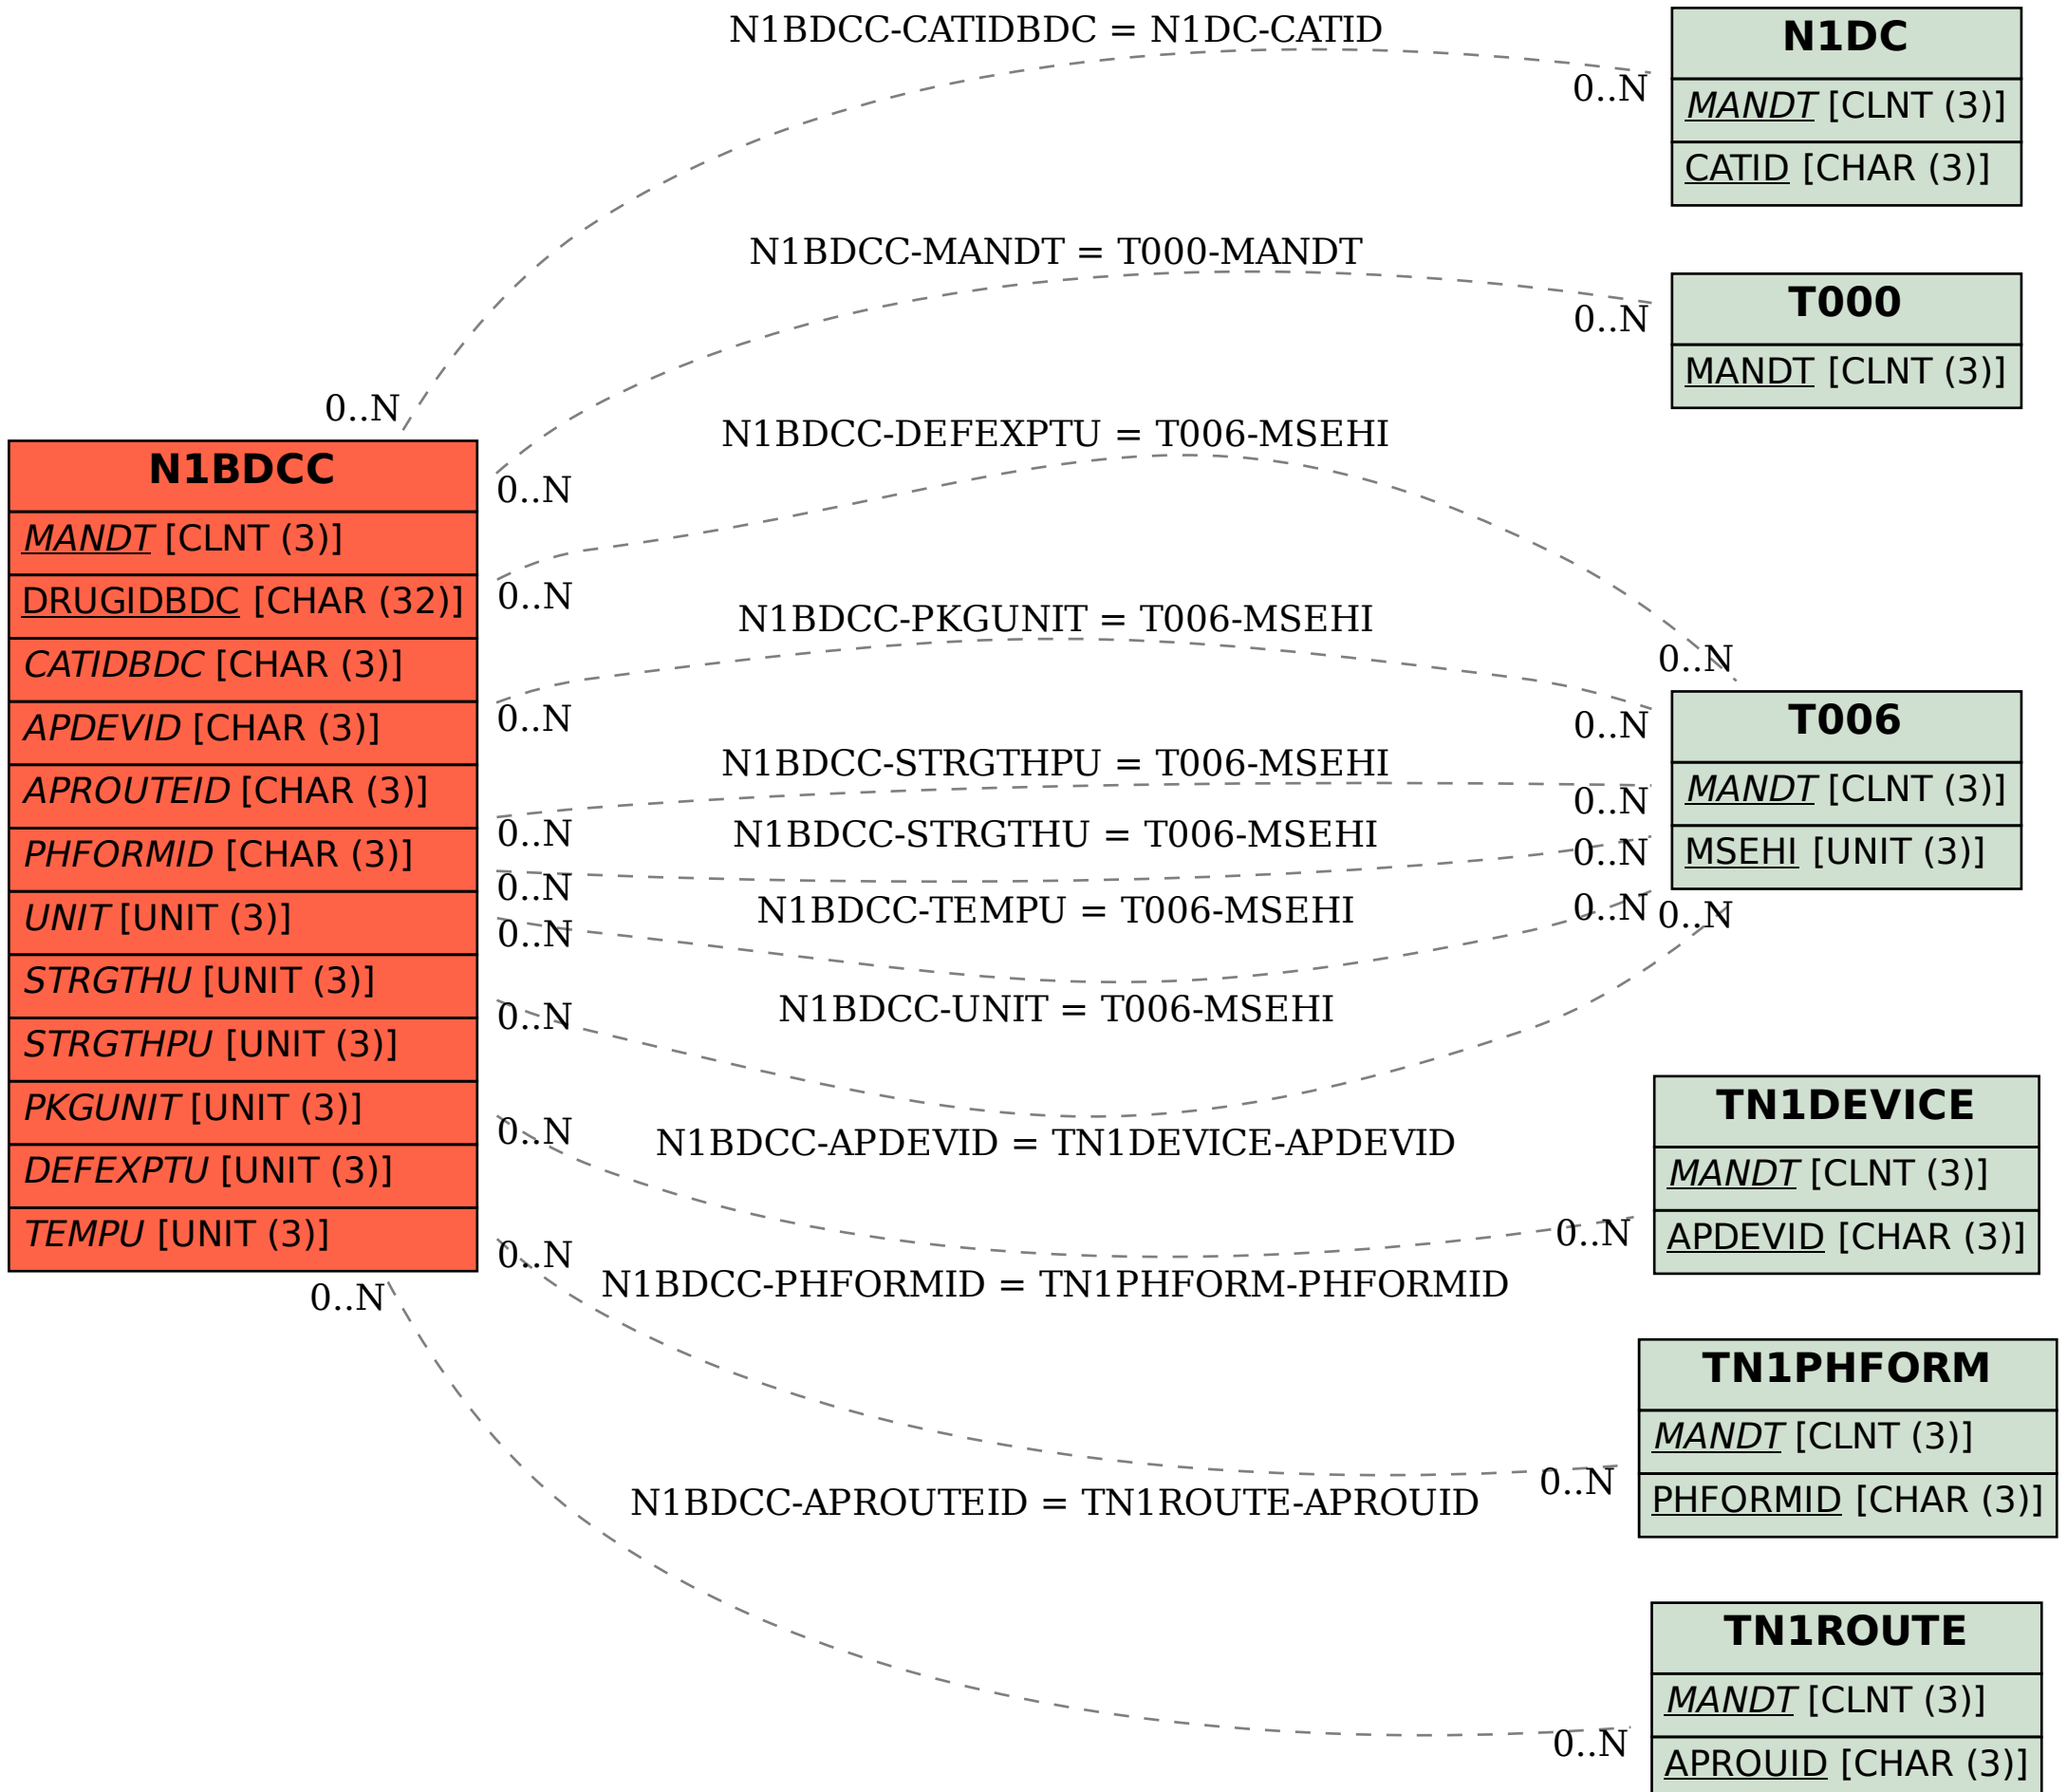 N1BDCC-CATIDBDC = N1DC-CATID
0..N
0..N
N1DC
MANDT [CLNT (3)]
CATID [CHAR (3)]
N1BDCC-MANDT = T000-MANDT
0..N
0..N
T000
MANDT [CLNT (3)]
N1BDCC
MANDT [CLNT (3)]
DRUGIDBDC [CHAR (32)]
CATIDBDC [CHAR (3)]
APDEVID [CHAR (3)]
APROUTEID [CHAR (3)]
PHFORMID [CHAR (3)]
UNIT [UNIT (3)]
STRGTHU [UNIT (3)]
STRGTHPU [UNIT (3)]
PKGUNIT [UNIT (3)]
DEFEXPTU [UNIT (3)]
TEMPU [UNIT (3)]
N1BDCC-DEFEXPTU = T006-MSEHI
0..N
0..N
N1BDCC-PKGUNIT = T006-MSEHI
0..N
0..N
N1BDCC-STRGTHPU = T006-MSEHI
0..N
0..N
N1BDCC-STRGTHU = T006-MSEHI
0..N
0..N
N1BDCC-TEMPU = T006-MSEHI
0..N
0..N
N1BDCC-UNIT = T006-MSEHI
0..N
0..N
T006
MANDT [CLNT (3)]
MSEHI [UNIT (3)]
N1BDCC-APDEVID = TN1DEVICE-APDEVID
0..N
0..N
TN1DEVICE
MANDT [CLNT (3)]
APDEVID [CHAR (3)]
N1BDCC-PHFORMID = TN1PHFORM-PHFORMID
0..N
0..N
TN1PHFORM
MANDT [CLNT (3)]
PHFORMID [CHAR (3)]
N1BDCC-APROUTEID = TN1ROUTE-APROUID
0..N
0..N
TN1ROUTE
MANDT [CLNT (3)]
APROUID [CHAR (3)]